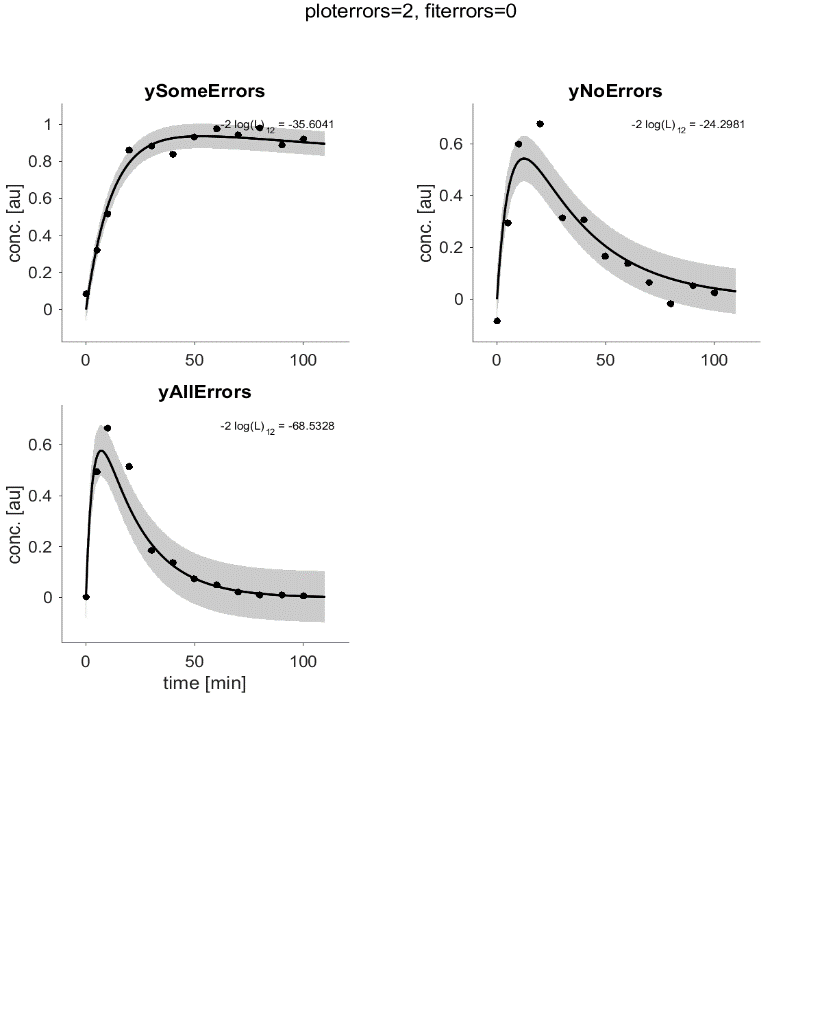 ploterrors=2, fiterrors=0
ySomeErrors
-2 log(L)12 = -35.6041
1
0.8
0.6
0.4
0.2
0
conc. [au]
0 50 100
yNoErrors
-2 log(L)12 = -24.2981
0.6
0.4
0.2
0
conc. [au]
0 50 100
yAllErrors
-2 log(L)12 = -68.5328
0.6
0.4
0.2
0
conc. [au]
0 50 100
time [min]